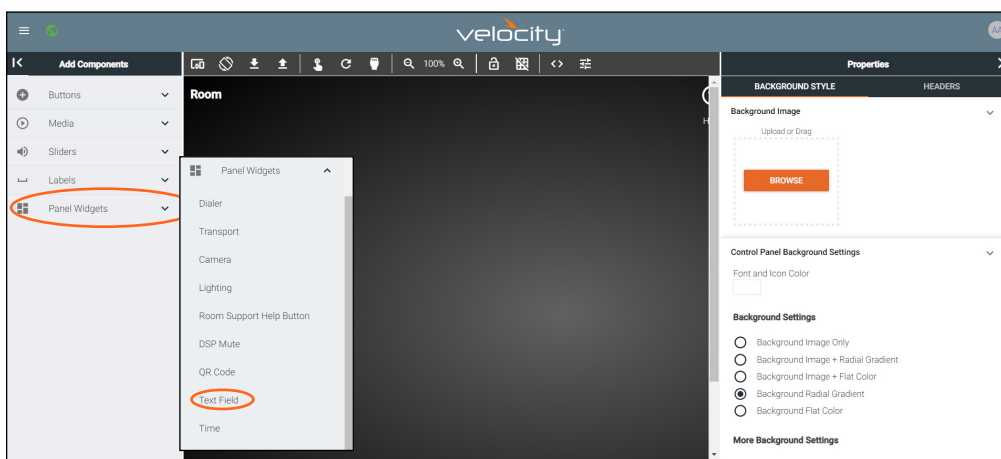 velocity
AA
Add Components
100%
<>
Properties
Buttons
Media
Sliders
Labels
Panel Widgets
Room
H
Panel Widgets
Dialer
Transport
Camera
Lighting
Room Support Help Button
DSP Mute
QR Code
Text Field
Time
BACKGROUND STYLE
HEADERS
Background Image
Upload or Drag
BROWSE
Control Panel Background Settings
Font and Icon Color
Background Settings
Background Image Only
Background Image + Radial Gradient
Background Image + Flat Color
Background Radial Gradient
Background Flat Color
More Background Settings